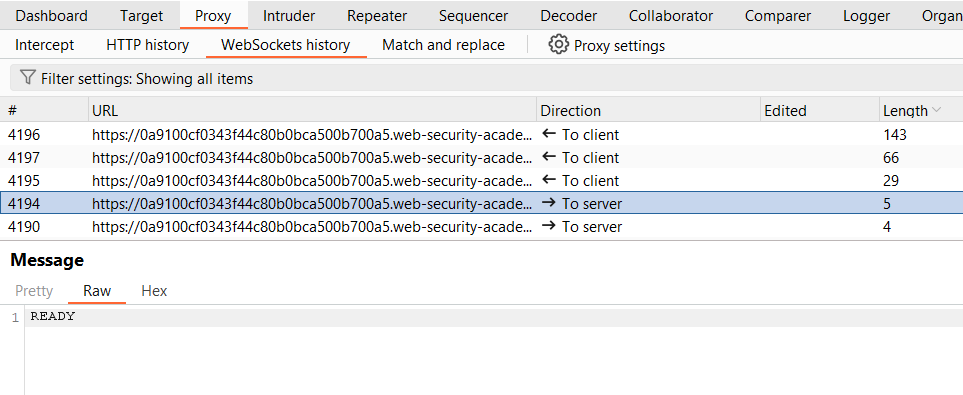 Dashboard Target Proxy Intruder Repeater Sequencer Decoder Collaborator Comparer Logger Organ
Intercept HTTP history WebSockets history Match and replace Proxy settings
Filter settings: Showing all items
# URL Direction Edited Length
4196 https://0a9100cf0343f44c80b0bca500b700a5.web-security-acade... ← To client 143
4197 https://0a9100cf0343f44c80b0bca500b700a5.web-security-acade... ← To client 66
4195 https://0a9100cf0343f44c80b0bca500b700a5.web-security-acade... ← To client 29
4194 https://0a9100cf0343f44c80b0bca500b700a5.web-security-acade... → To server 5
4190 https://0a9100cf0343f44c80b0bca500b700a5.web-security-acade... → To server 4
Message
Pretty Raw Hex
1 READY